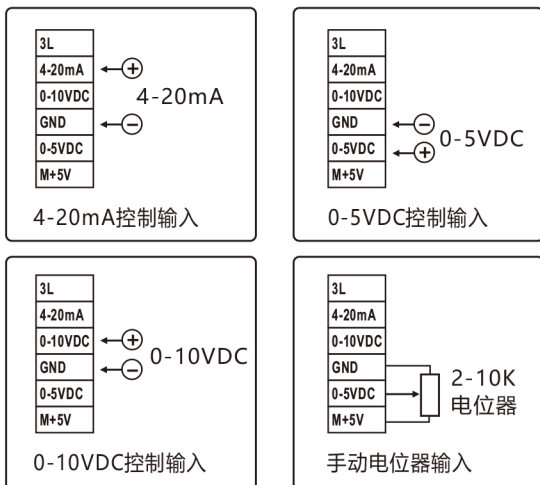 3L
4-20mA
0-10VDC
GND
0-5VDC
M+5V
+
4-20mA
−
4-20mA控制输入
3L
4-20mA
0-10VDC
GND
0-5VDC
M+5V
−
0-5VDC
+
0-5VDC控制输入
3L
4-20mA
0-10VDC
GND
0-5VDC
M+5V
+
0-10VDC
−
0-10VDC控制输入
3L
4-20mA
0-10VDC
GND
0-5VDC
M+5V
2-10K
电位器
手动电位器输入